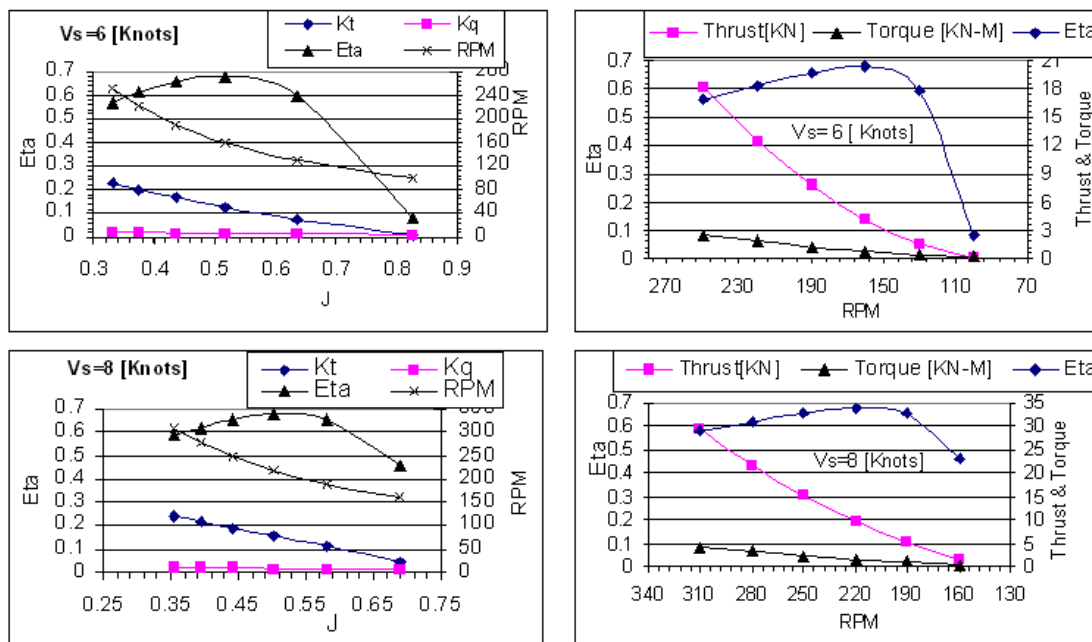 Vs=6 [Knots]
Kt
Kq
Eta
RPM
0.7
0.6
0.5
0.4
0.3
0.2
0.1
0
Eta
280
240
200
160
120
80
40
0
RPM
0.3 0.4 0.5 0.6 0.7 0.8 0.9
J
Thrust[KN]
Torque [KN-M]
Eta
0.7
0.6
0.5
0.4
0.3
0.2
0.1
0
Eta
21
18
15
12
9
6
3
0
Thrust & Torque
Vs=6 [Knots]
270 230 190 150 110 70
RPM
Vs=8 [Knots]
Kt
Kq
Eta
RPM
0.7
0.6
0.5
0.4
0.3
0.2
0.1
0
Eta
350
300
250
200
150
100
50
0
RPM
0.25 0.35 0.45 0.55 0.65 0.75
J
Thrust[KN]
Torque [KN-M]
Eta
0.7
0.6
0.5
0.4
0.3
0.2
0.1
0
Eta
35
30
25
20
15
10
5
0
Thrust & Torque
Vs=8 [Knots]
340 310 280 250 220 190 160 130
RPM